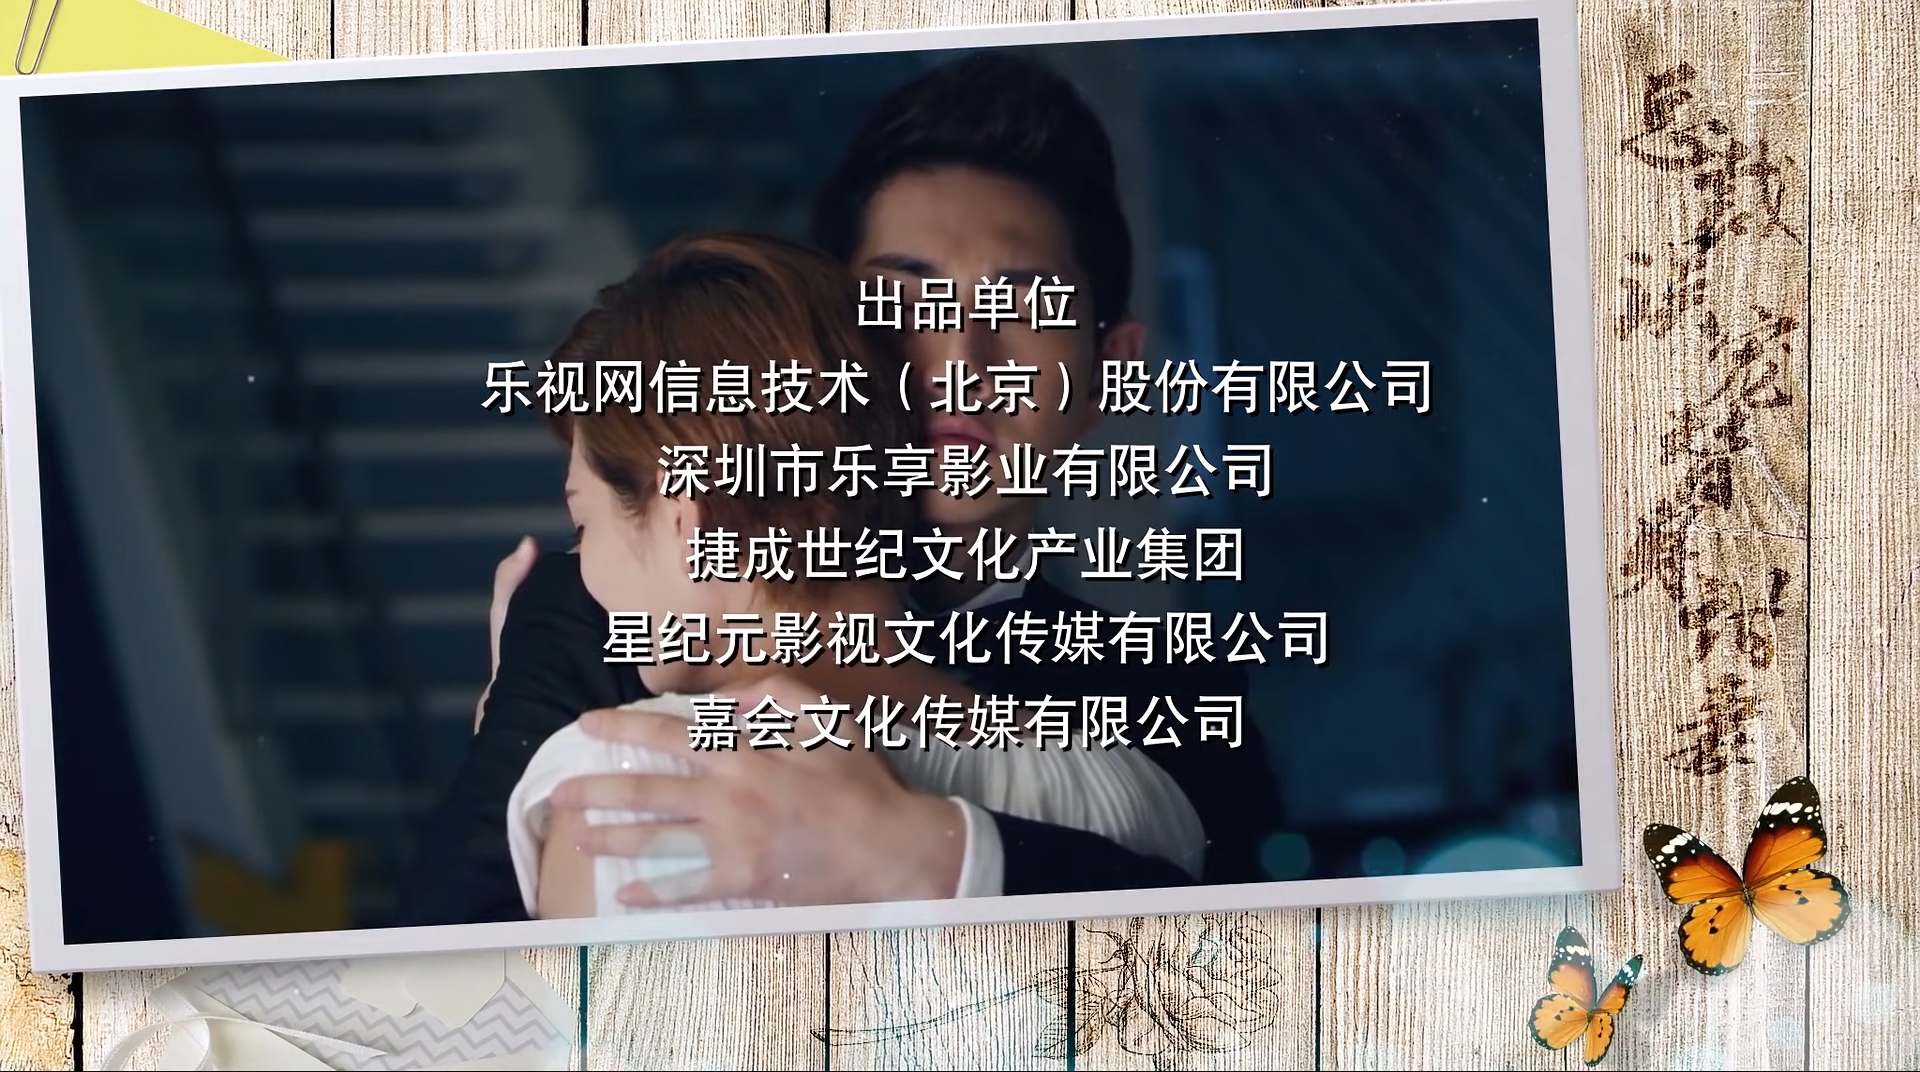 出品单位
乐视网信息技术（北京）股份有限公司
深圳市乐享影业有限公司
捷成世纪文化产业集团
星纪元影视文化传媒有限公司
嘉会文化传媒有限公司